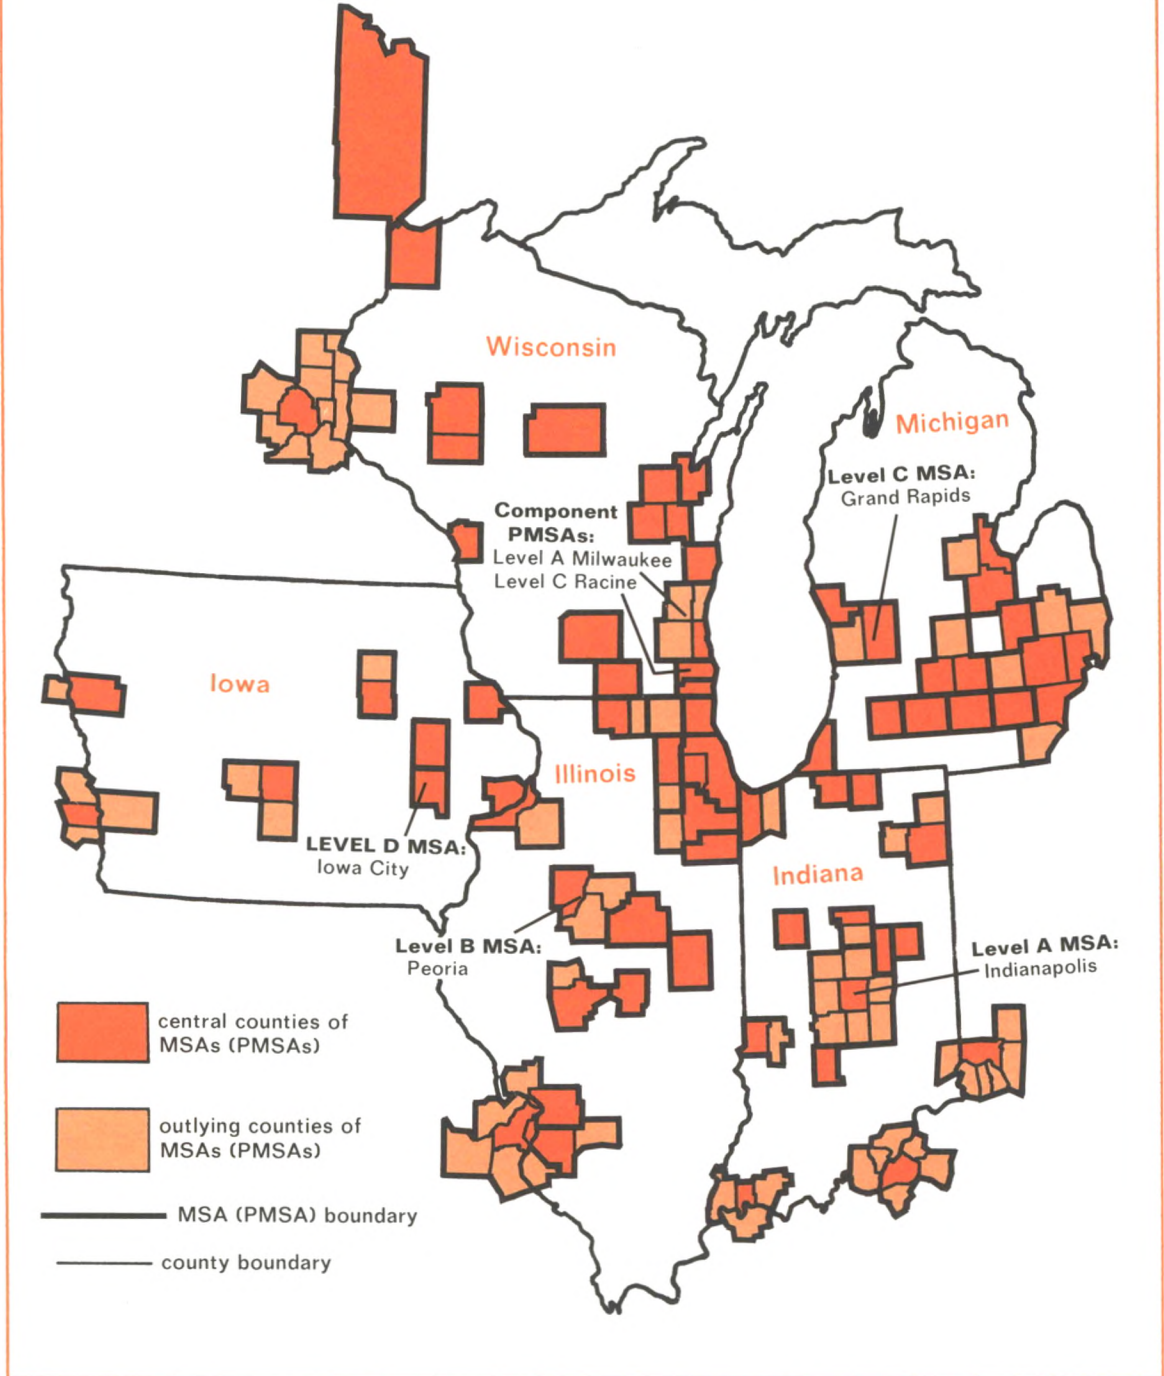 Wisconsin
Michigan
Level C MSA:
Grand Rapids
Component
PMSAs:
Level A Milwaukee
Level C Racine
Iowa
Illinois
LEVEL D MSA:
Iowa City
Indiana
Level B MSA:
Peoria
Level A MSA:
Indianapolis
central counties of
MSAs (PMSAs)
outlying counties of
MSAs (PMSAs)
MSA (PMSA) boundary
county boundary